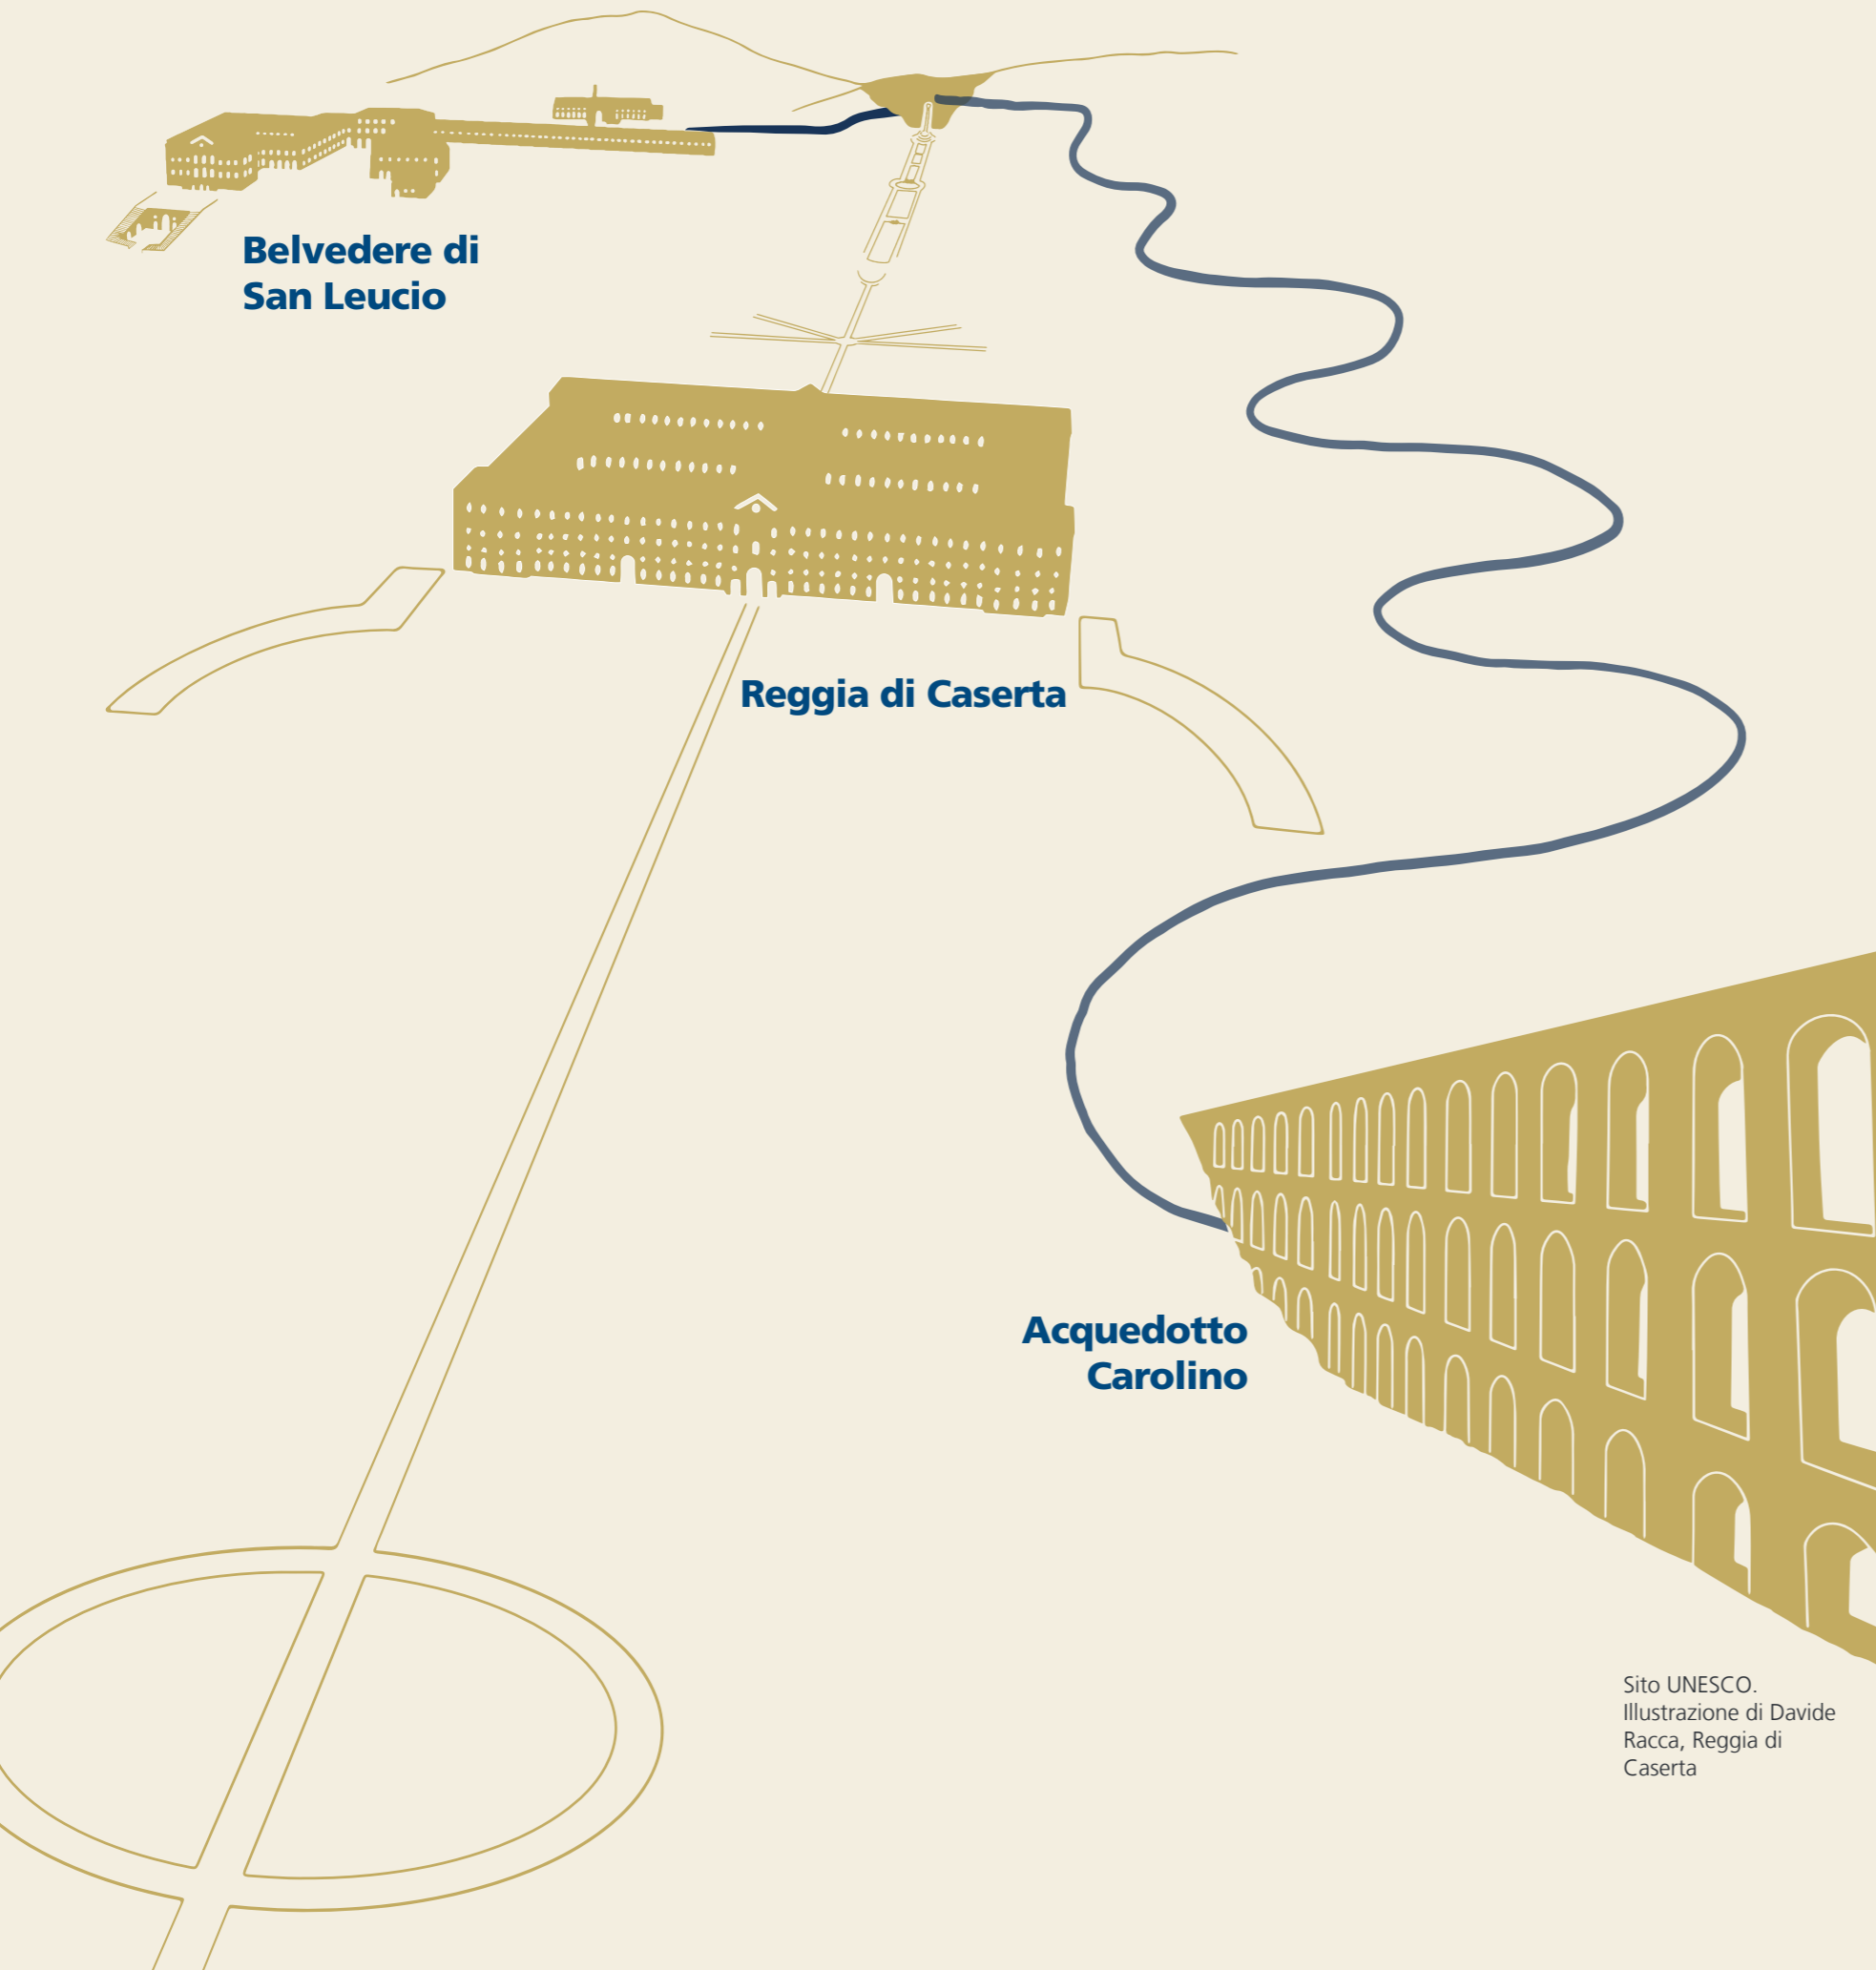 Belvedere di
San Leucio
Reggia di Caserta
Acquedotto
Carolino
Sito UNESCO.
Illustrazione di Davide
Racca, Reggia di
Caserta